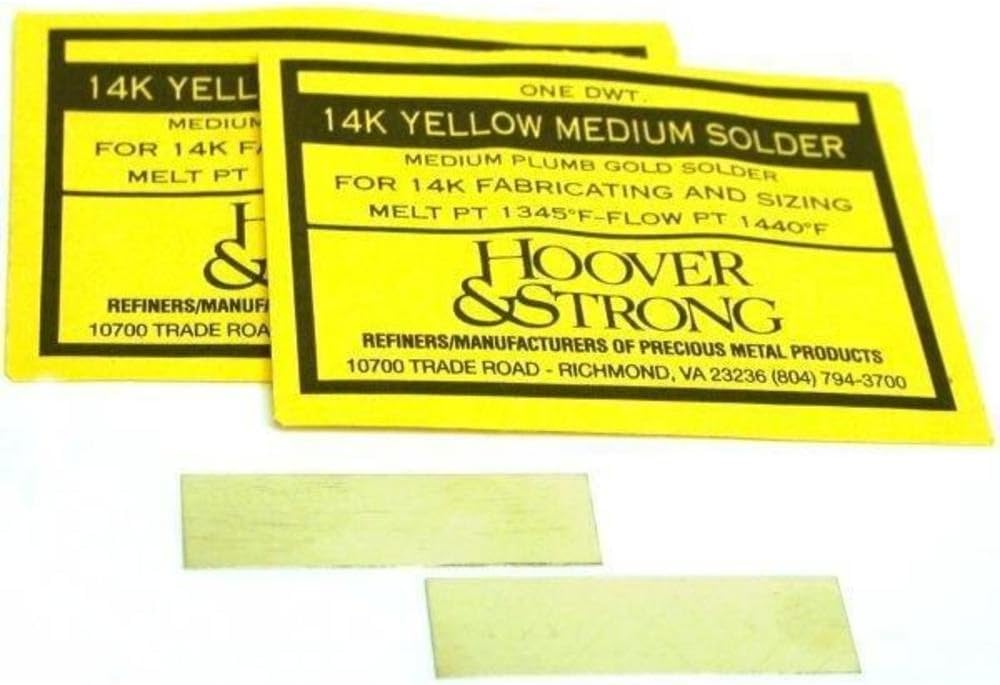 14K YELL
MEDIUM
FOR 14K FA
MELT PT
H
&
REFINERS/MANUFA
10700 TRADE ROA
ONE DWT.
14K YELLOW MEDIUM SOLDER
MEDIUM PLUMB GOLD SOLDER
FOR 14K FABRICATING AND SIZING
MELT PT 1345°F-FLOW PT 1440°F
HOOVER
&STRONG
REFINERS/MANUFACTURERS OF PRECIOUS METAL PRODUCTS
10700 TRADE ROAD - RICHMOND, VA 23236 (804) 794-3700